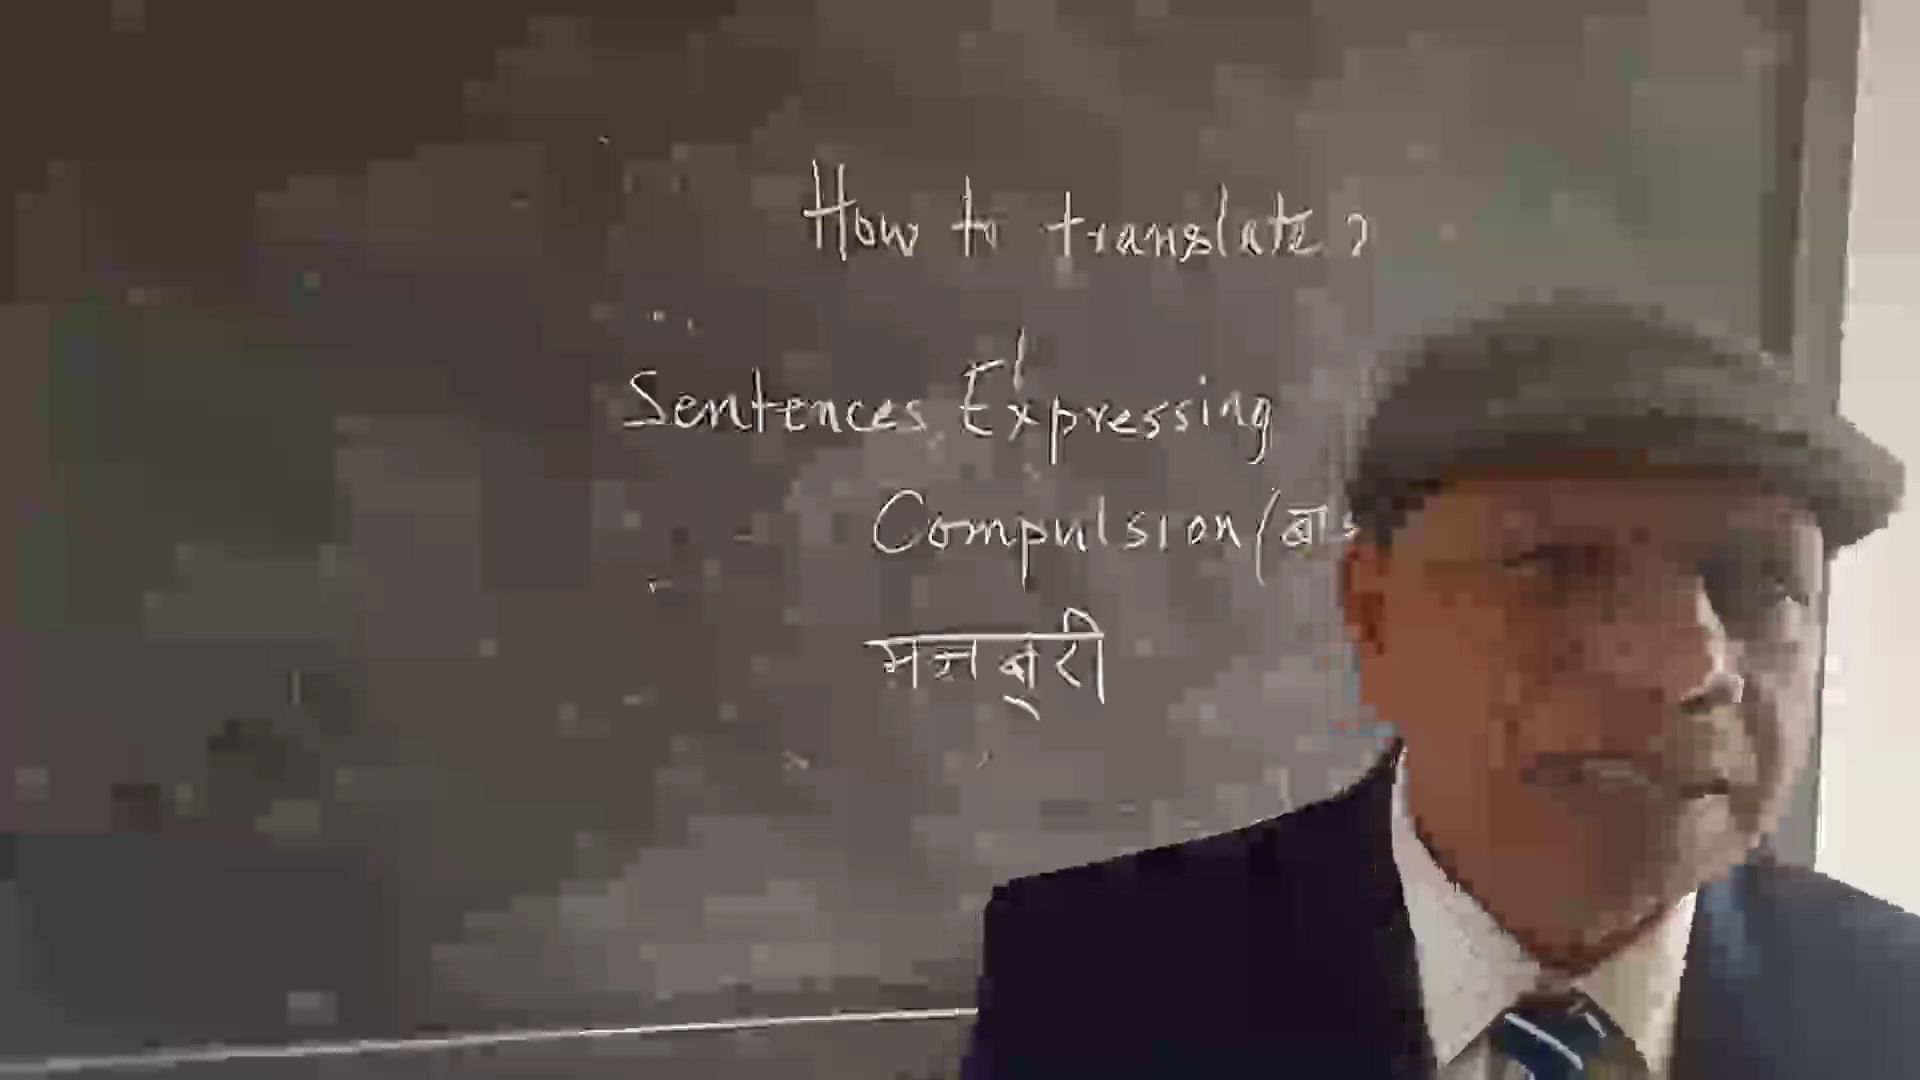 How to translate?
Sentences Expressing
Compulsion (
मजबूरी